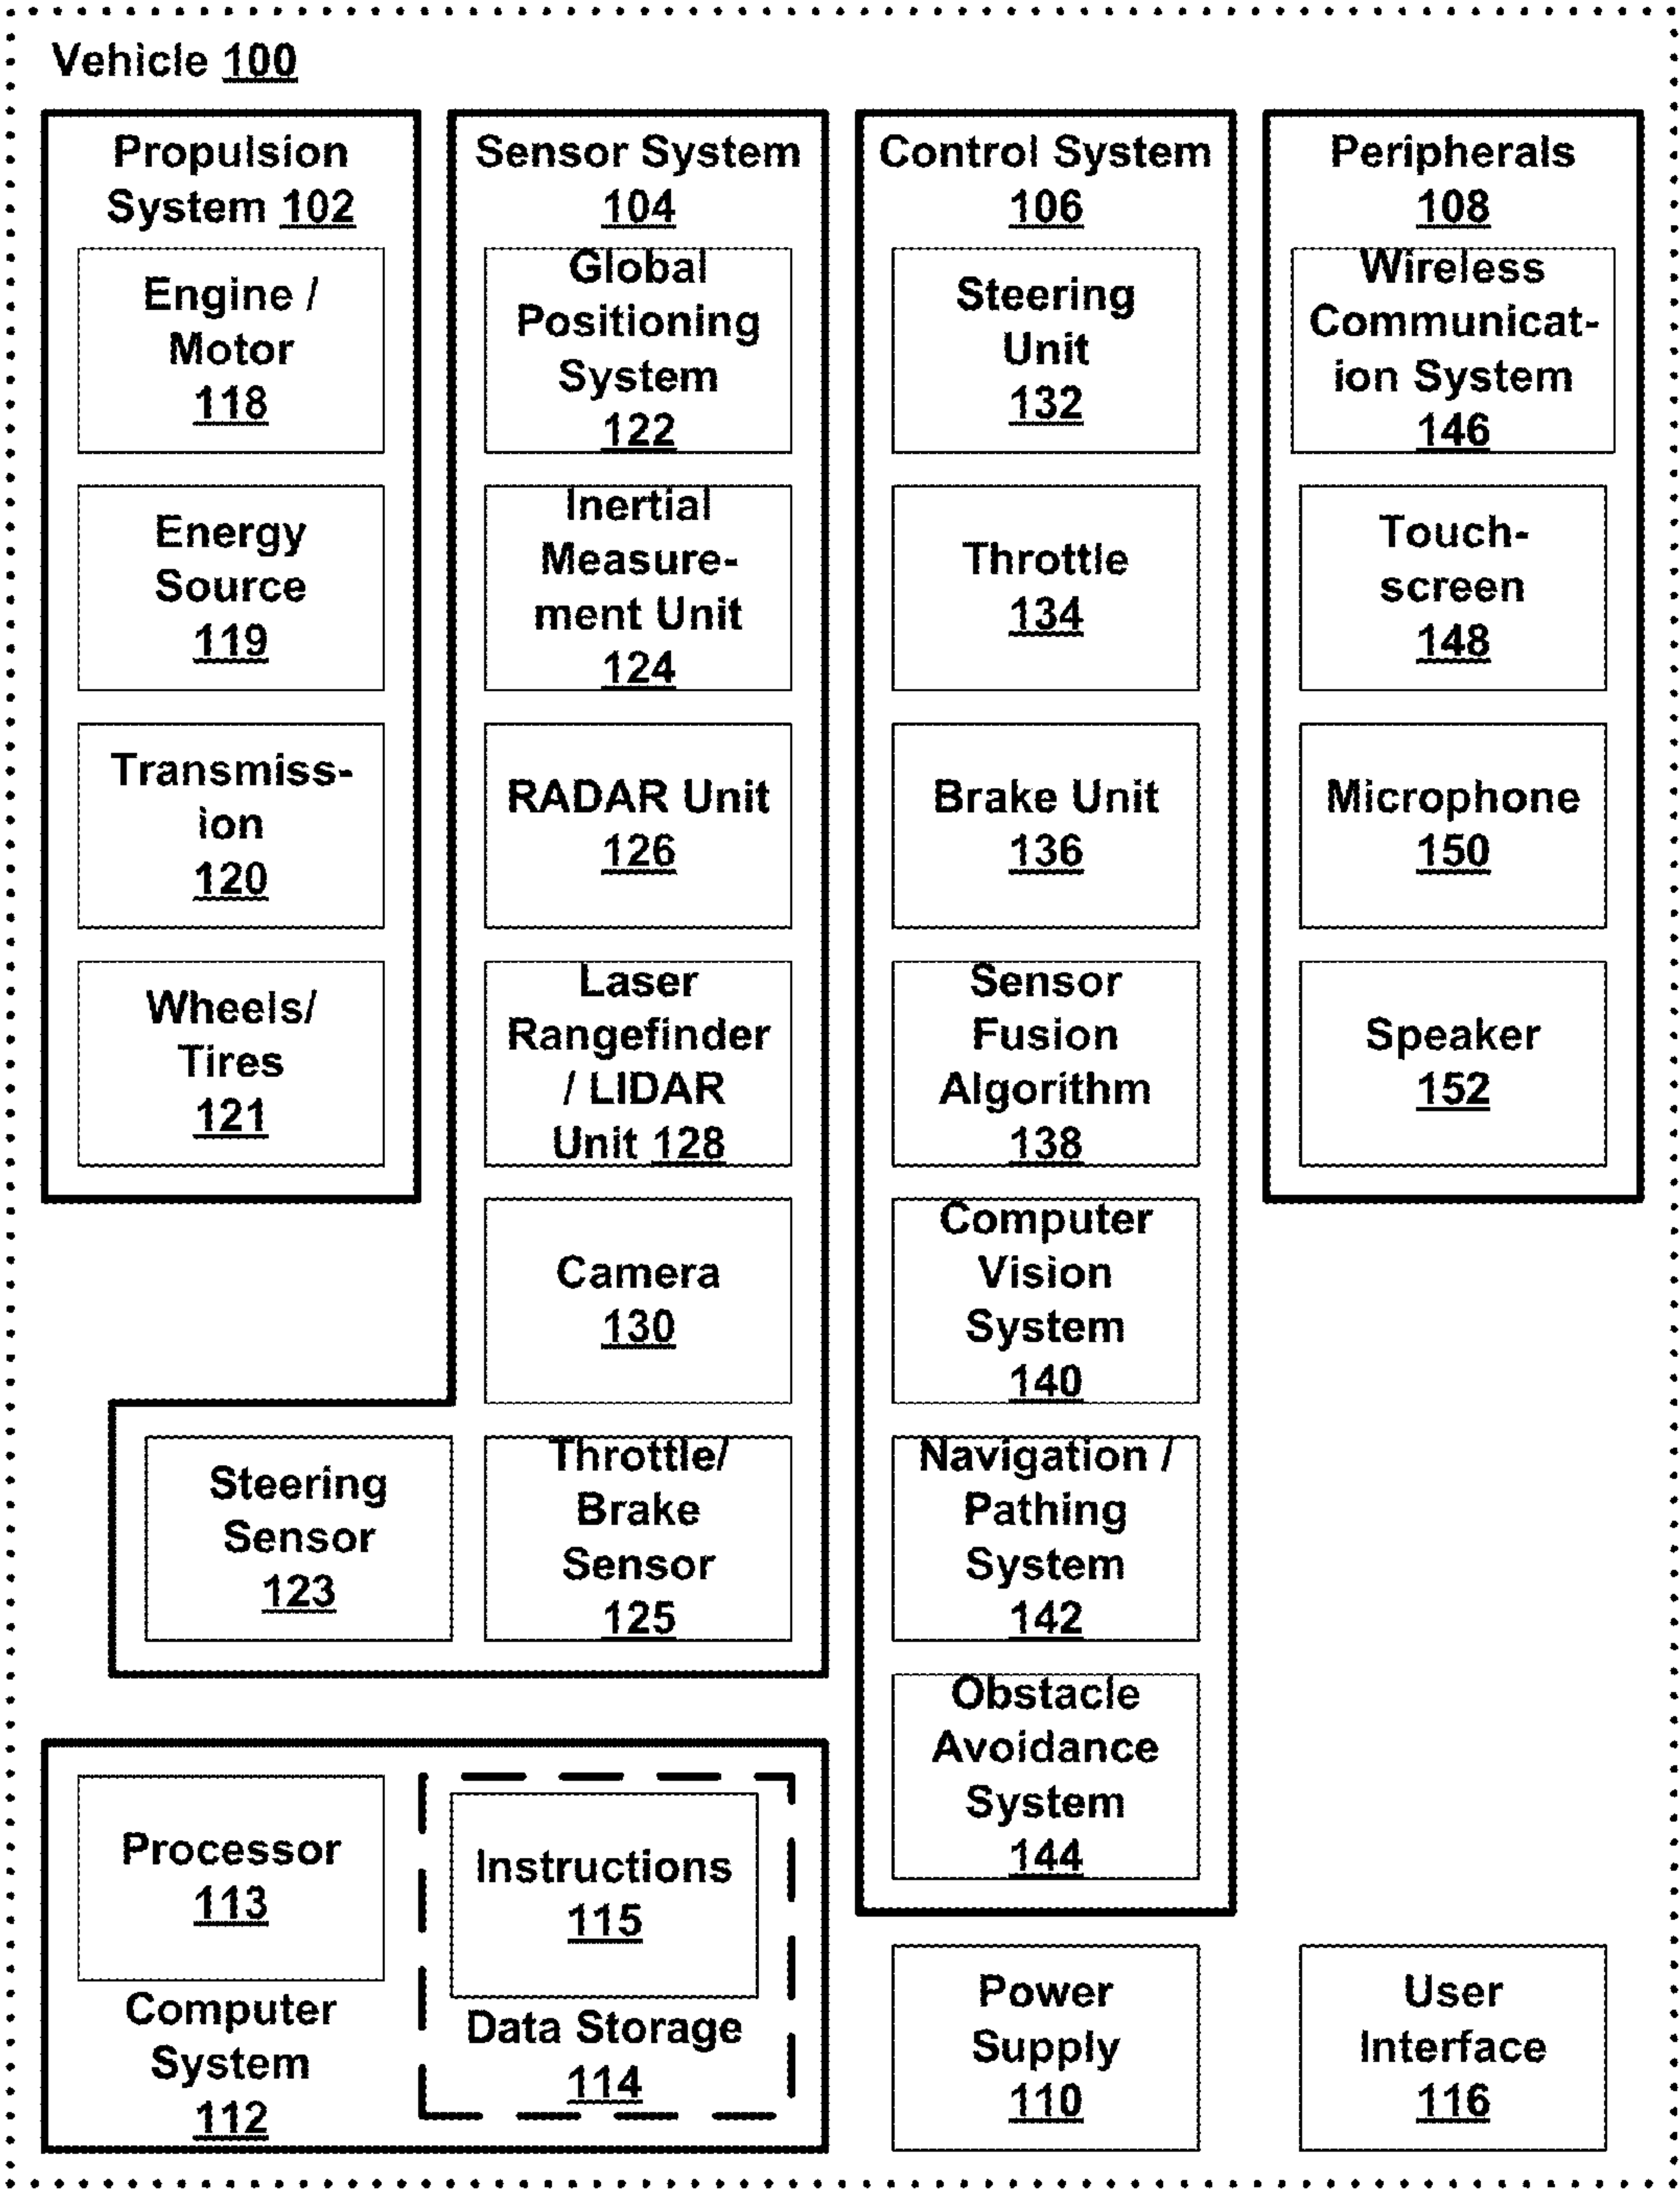 Vehicle 100
Propulsion
System 102
Engine /
Motor
118
Energy
Source
119
Transmiss-
ion
120
Wheels/
Tires
121
Sensor System
104
Global
Positioning
System
122
Inertial
Measure-
ment Unit
124
RADAR Unit
126
Laser
Rangefinder
/ LIDAR
Unit 128
Camera
130
Steering
Sensor
123
Throttle/
Brake
Sensor
125
Control System
106
Steering
Unit
132
Throttle
134
Brake Unit
136
Sensor
Fusion
Algorithm
138
Computer
Vision
System
140
Navigation /
Pathing
System
142
Obstacle
Avoidance
System
144
Peripherals
108
Wireless
Communicat-
ion System
146
Touch-
screen
148
Microphone
150
Speaker
152
Processor
113
Computer
System
112
Instructions
115
Data Storage
114
Power
Supply
110
User
Interface
116